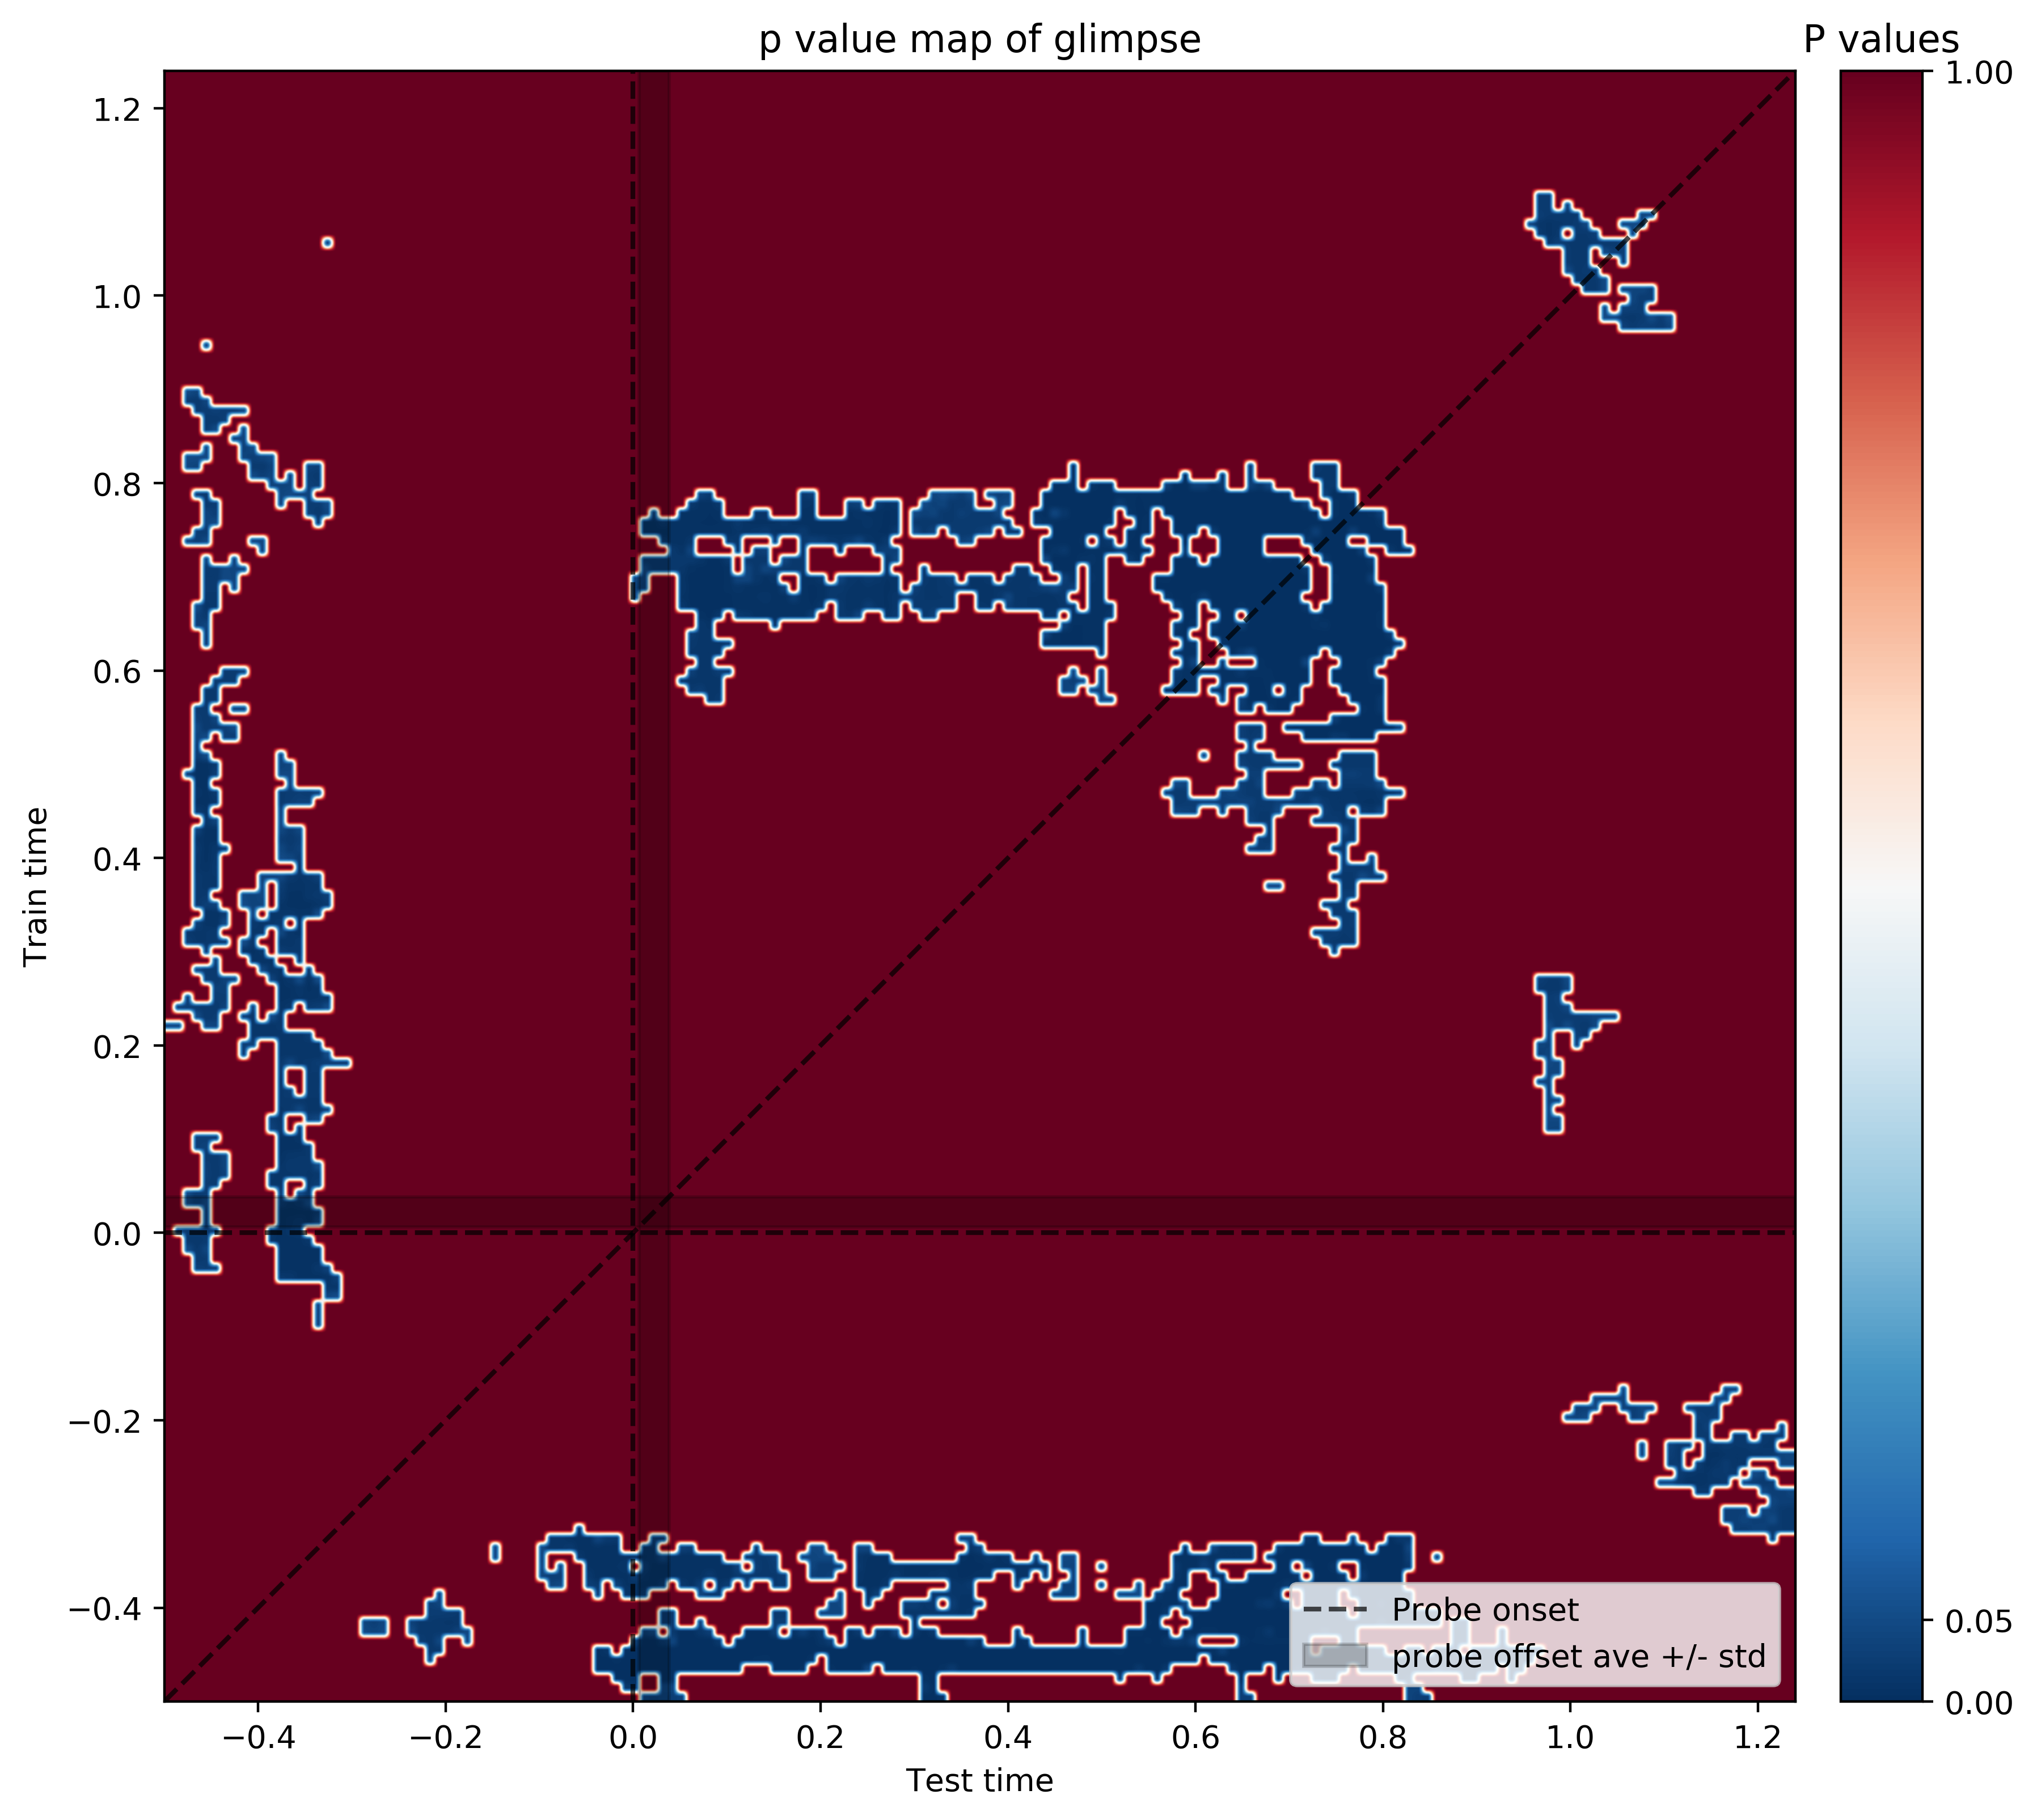 p value map of glimpse
P values
1.00
0.05
0.00
1.2
1.0
0.8
0.6
0.4
0.2
0.0
−0.2
−0.4
Train time
Probe onset
probe offset ave +/- std
−0.4 −0.2 0.0 0.2 0.4 0.6 0.8 1.0 1.2
Test time